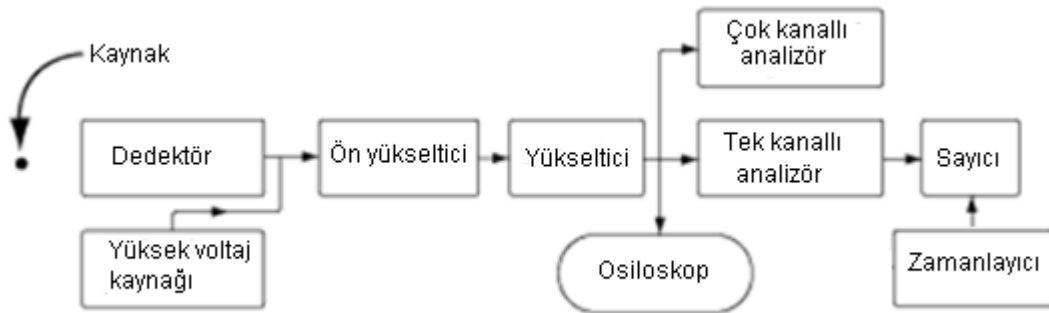 Kaynak
Çok kanallı
analizör
Dedektör
Ön yükseltici
Yükseltici
Tek kanallı
analizör
Sayıcı
Yüksek voltaj
kaynağı
Osiloskop
Zamanlayıcı